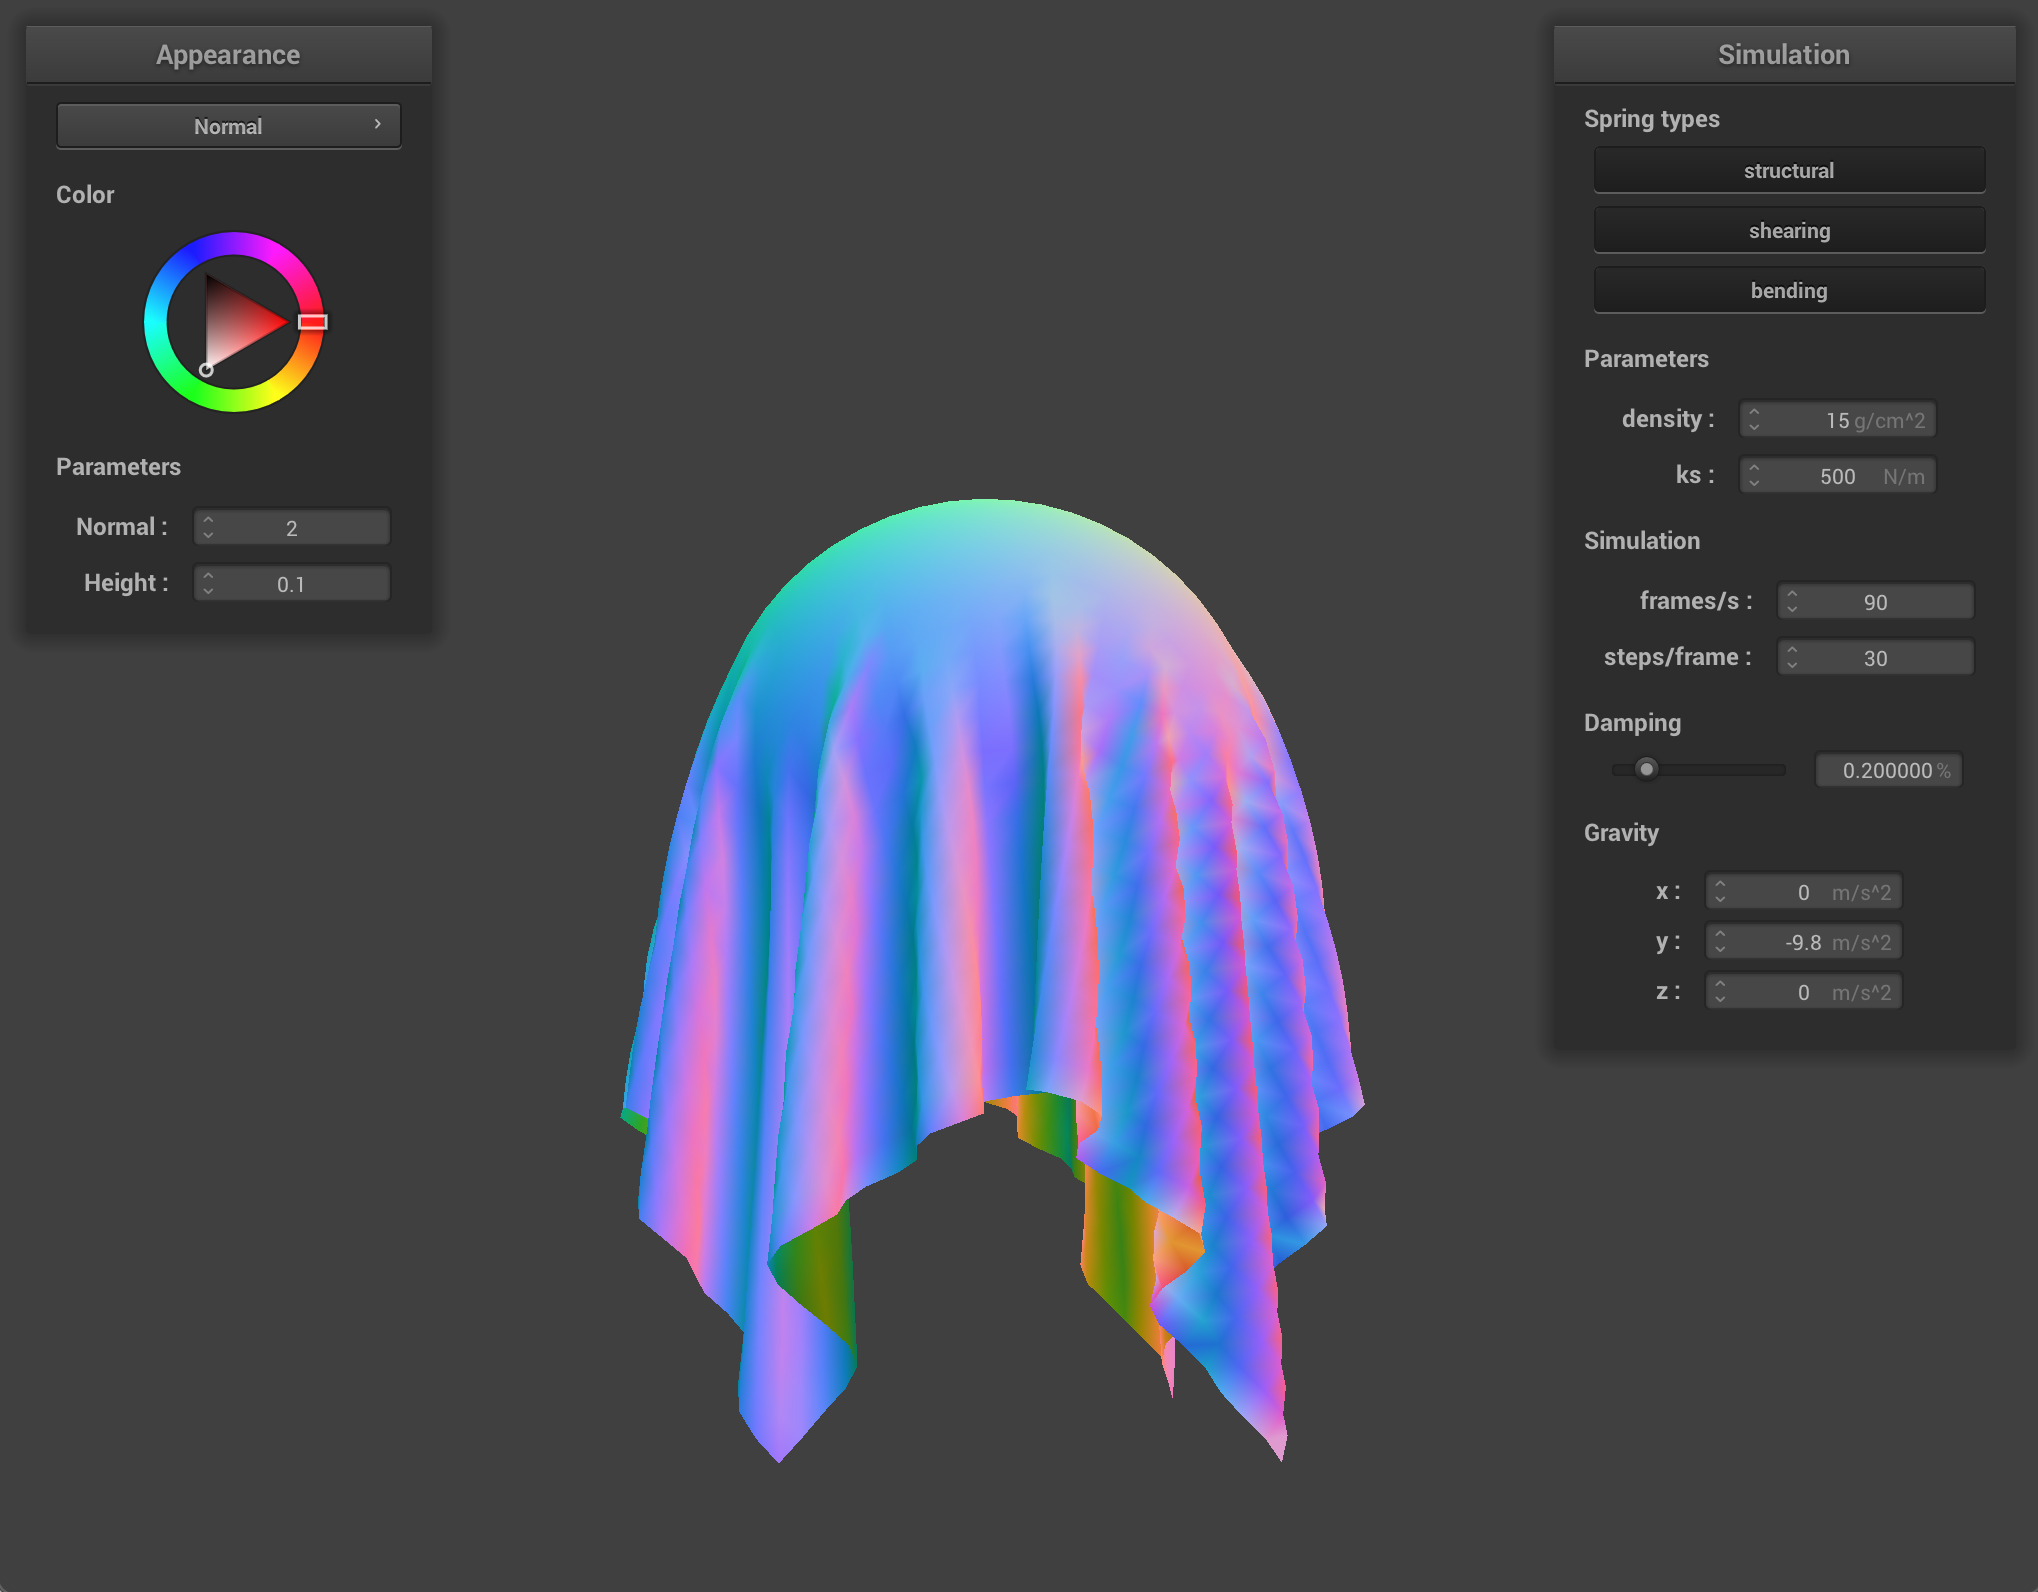 Appearance
Normal
Color
Parameters
Normal : 2
Height : 0.1
Simulation
Spring types
structural
shearing
bending
Parameters
density : 15 g/cm^2
ks : 500 N/m
Simulation
frames/s : 90
steps/frame : 30
Damping
0.200000 %
Gravity
x : 0 m/s^2
y : -9.8 m/s^2
z : 0 m/s^2